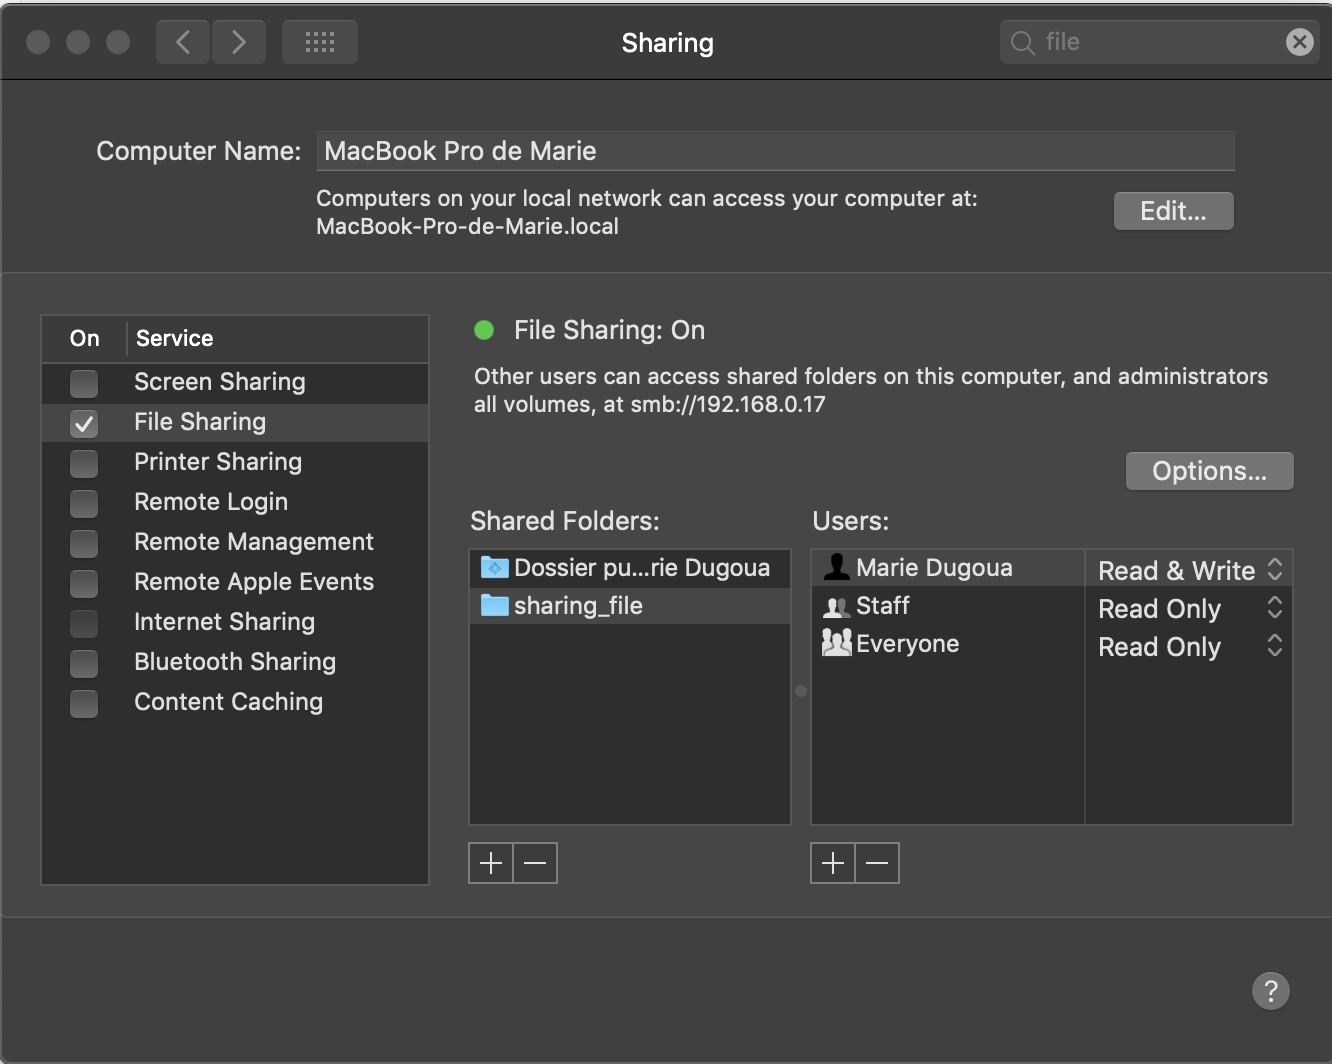 Sharing
file
Computer Name: MacBook Pro de Marie
Computers on your local network can access your computer at:
MacBook-Pro-de-Marie.local
Edit...
On Service
Screen Sharing
File Sharing
Printer Sharing
Remote Login
Remote Management
Remote Apple Events
Internet Sharing
Bluetooth Sharing
Content Caching
File Sharing: On
Other users can access shared folders on this computer, and administrators
all volumes, at smb://192.168.0.17
Options...
Shared Folders:
Dossier pu...rie Dugoua
sharing_file
Users:
Marie Dugoua Read & Write
Staff Read Only
Everyone Read Only
+ −
+ −
?